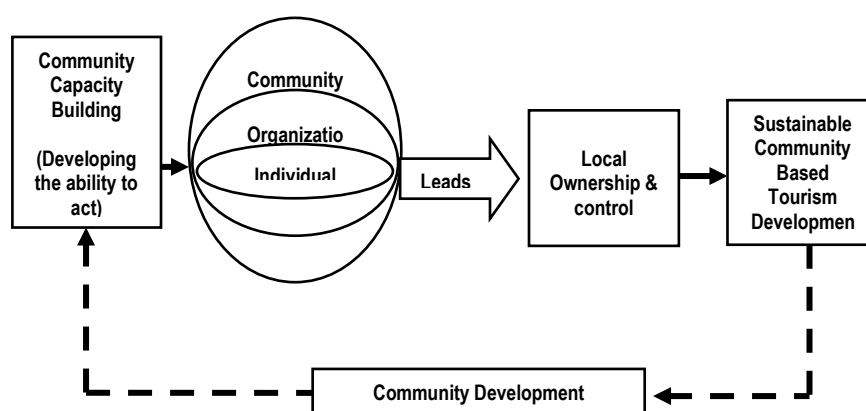 Community
Capacity
Building
(Developing
the ability to
act)
Community
Organizatio
Individual
Leads
Local
Ownership &
control
Sustainable
Community
Based
Tourism
Developmen
Community Development